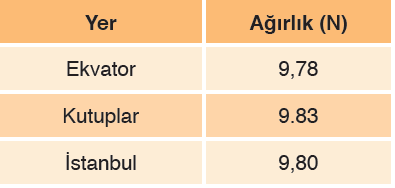 Yer Ağırlık (N)
Ekvator 9,78
Kutuplar 9.83
İstanbul 9,80